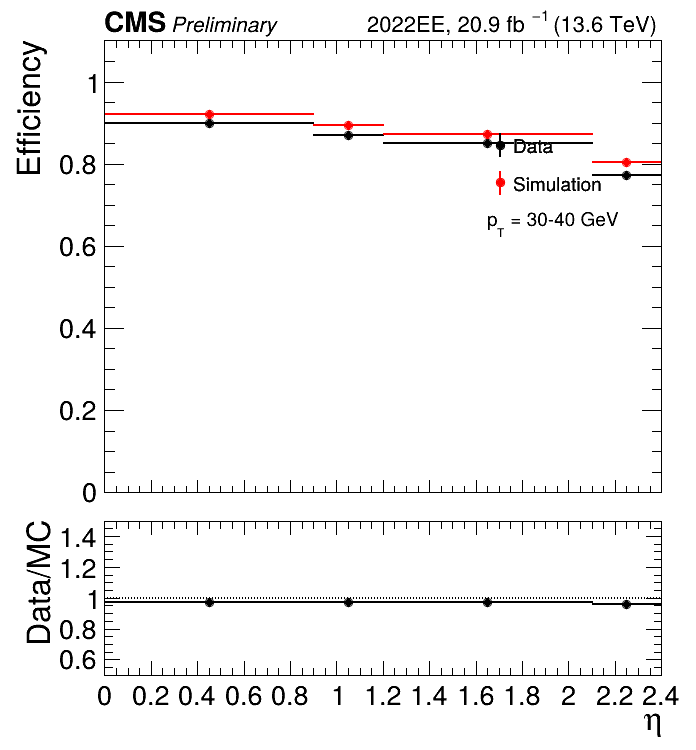 CMS Preliminary 2022EE, 20.9 fb⁻¹ (13.6 TeV)
Efficiency
1
0.8
0.6
0.4
0.2
0
Data
Simulation
p_T = 30-40 GeV
Data/MC
1.4
1.2
1
0.8
0.6
0 0.2 0.4 0.6 0.8 1 1.2 1.4 1.6 1.8 2 2.2 2.4
η